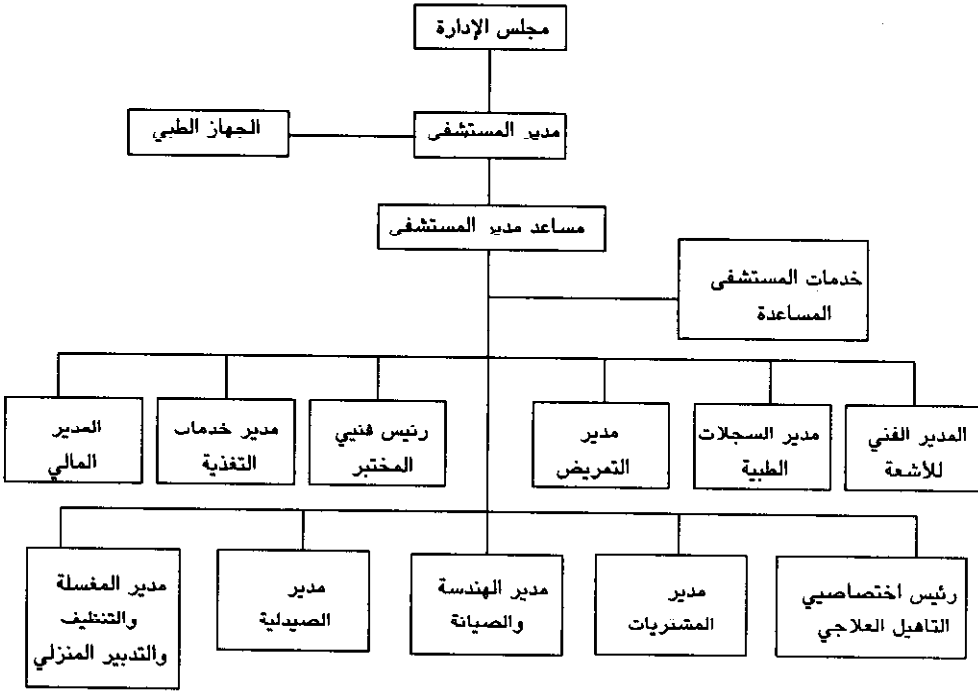 مجلس الإدارة
مدير المستشفى
الجهاز الطبي
مساعد مدير المستشفى
خدمات المستشفى
المساعدة
المدير الفني
للأشعة
مدير السجلات
الطبية
مدير
التمريض
رئيس فنيي
المختبر
مدير خدمات
التغذية
المدير
المالي
رئيس اختصاصيي
التاهيل العلاجي
مدير
المشتريات
مدير الهندسة
والصيانة
مدير
الصيدلية
مدير المغسلة
والتنظيف
والتدبير المنزلي